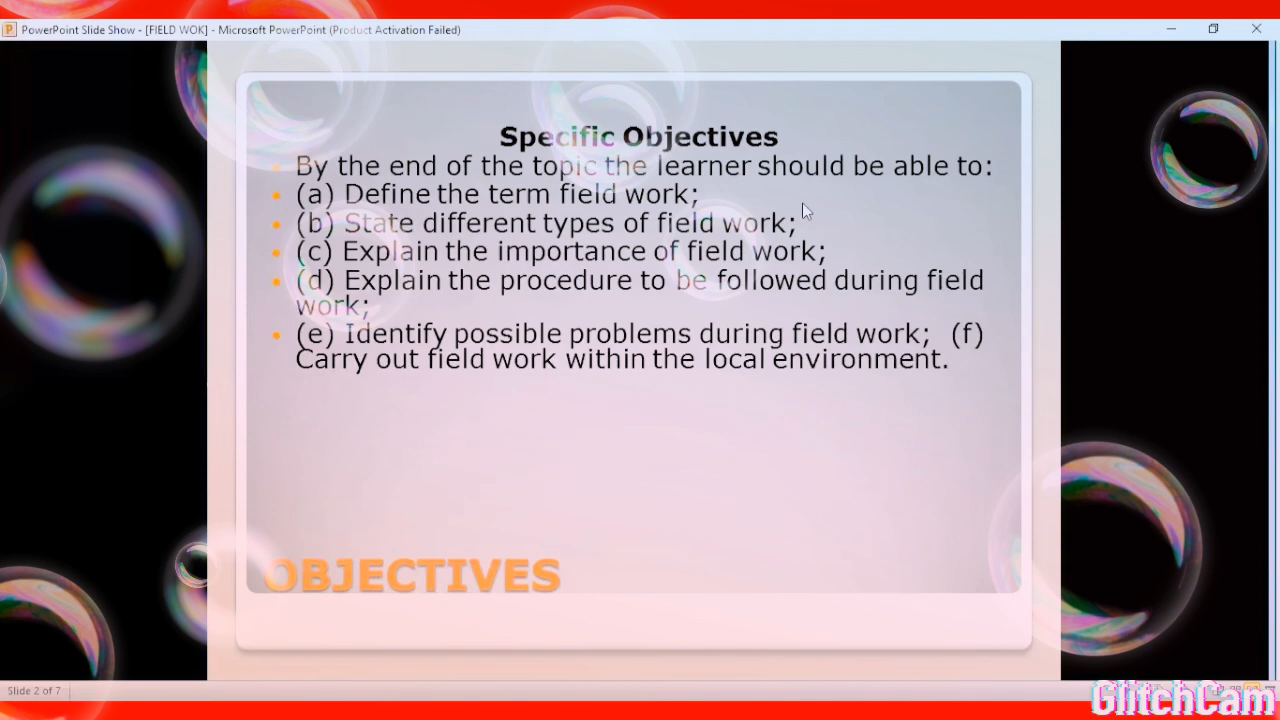 PowerPoint Slide Show - [FIELD WOK] - Microsoft PowerPoint (Product Activation Failed)
Specific Objectives
By the end of the topic the learner should be able to:
(a) Define the term field work;
(b) State different types of field work;
(c) Explain the importance of field work;
(d) Explain the procedure to be followed during field
work;
(e) Identify possible problems during field work; (f)
Carry out field work within the local environment.
OBJECTIVES
Slide 2 of 7
GlitchCam